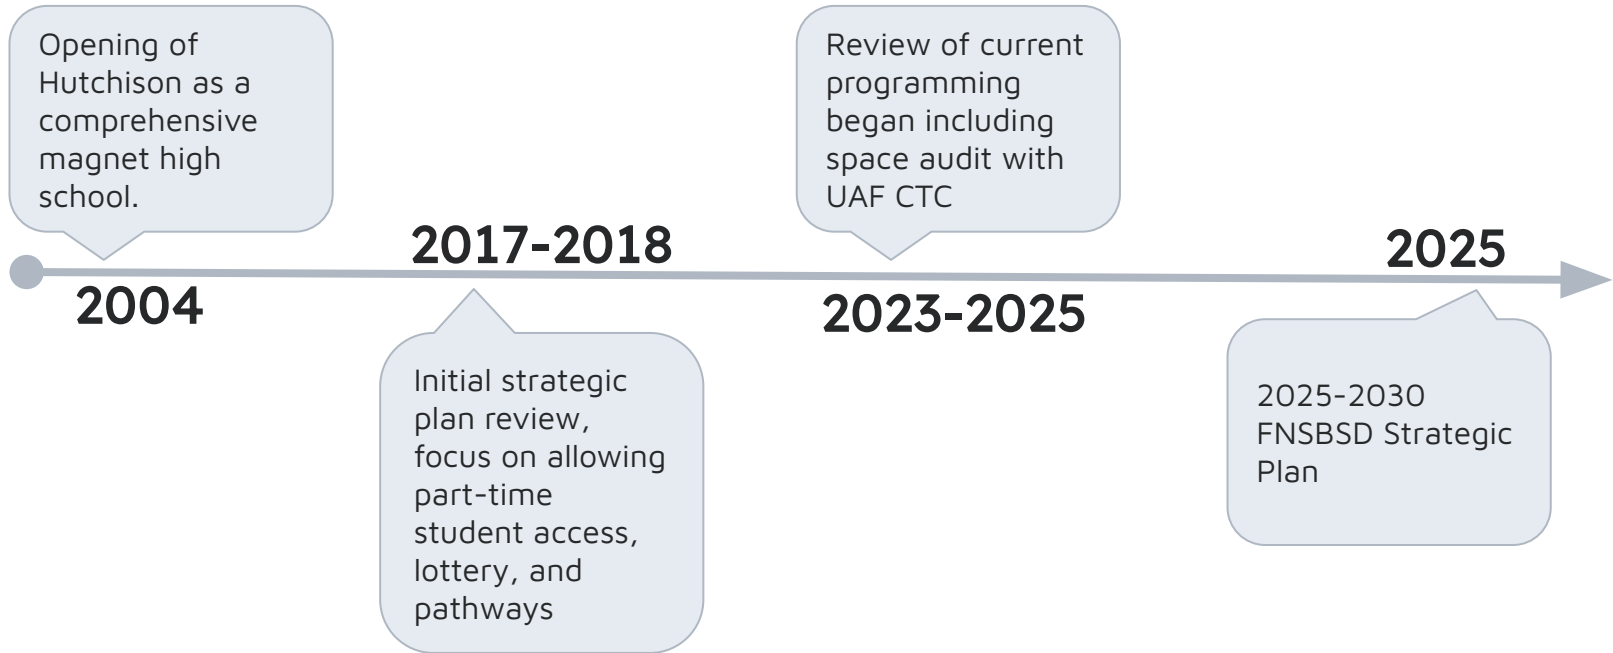 Opening of
Hutchison as a
comprehensive
magnet high
school.
2004
2017-2018
Initial strategic
plan review,
focus on allowing
part-time
student access,
lottery, and
pathways
Review of current
programming
began including
space audit with
UAF CTC
2023-2025
2025
2025-2030
FNSBSD Strategic
Plan